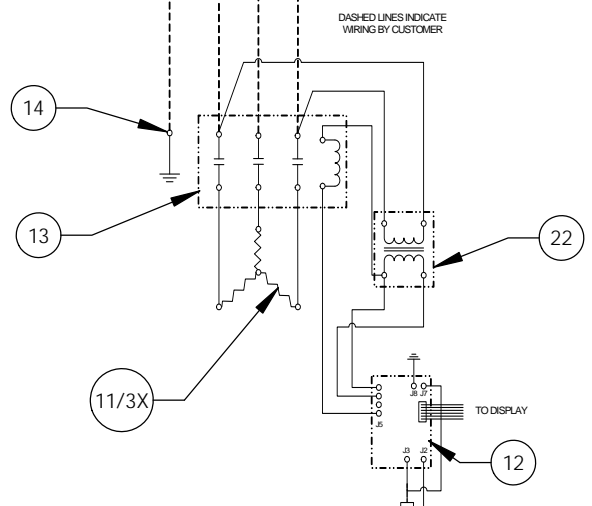 DASHED LINES INDICATE
WIRING BY CUSTOMER
14
13
22
11/3X
J8 J7
TO DISPLAY
J5
J3 J2
12